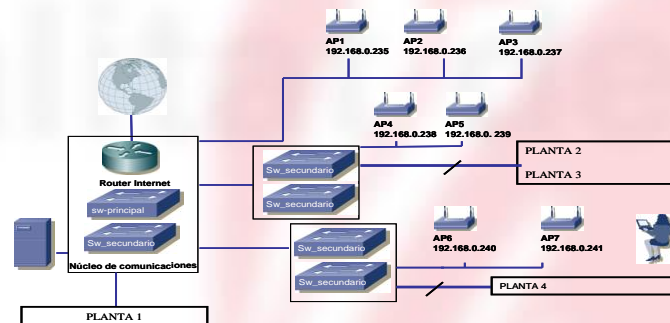 AP1
192.168.0.235
AP2
192.168.0.236
AP3
192.168.0.237
AP4
192.168.0.238
AP5
192.168.0. 239
Router Internet
sw-principal
Sw_secundario
Núcleo de comunicaciones
Sw_secundario
Sw_secundario
PLANTA 2
PLANTA 3
AP6
192.168.0.240
AP7
192.168.0.241
Sw_secundario
Sw_secundario
PLANTA 4
PLANTA 1